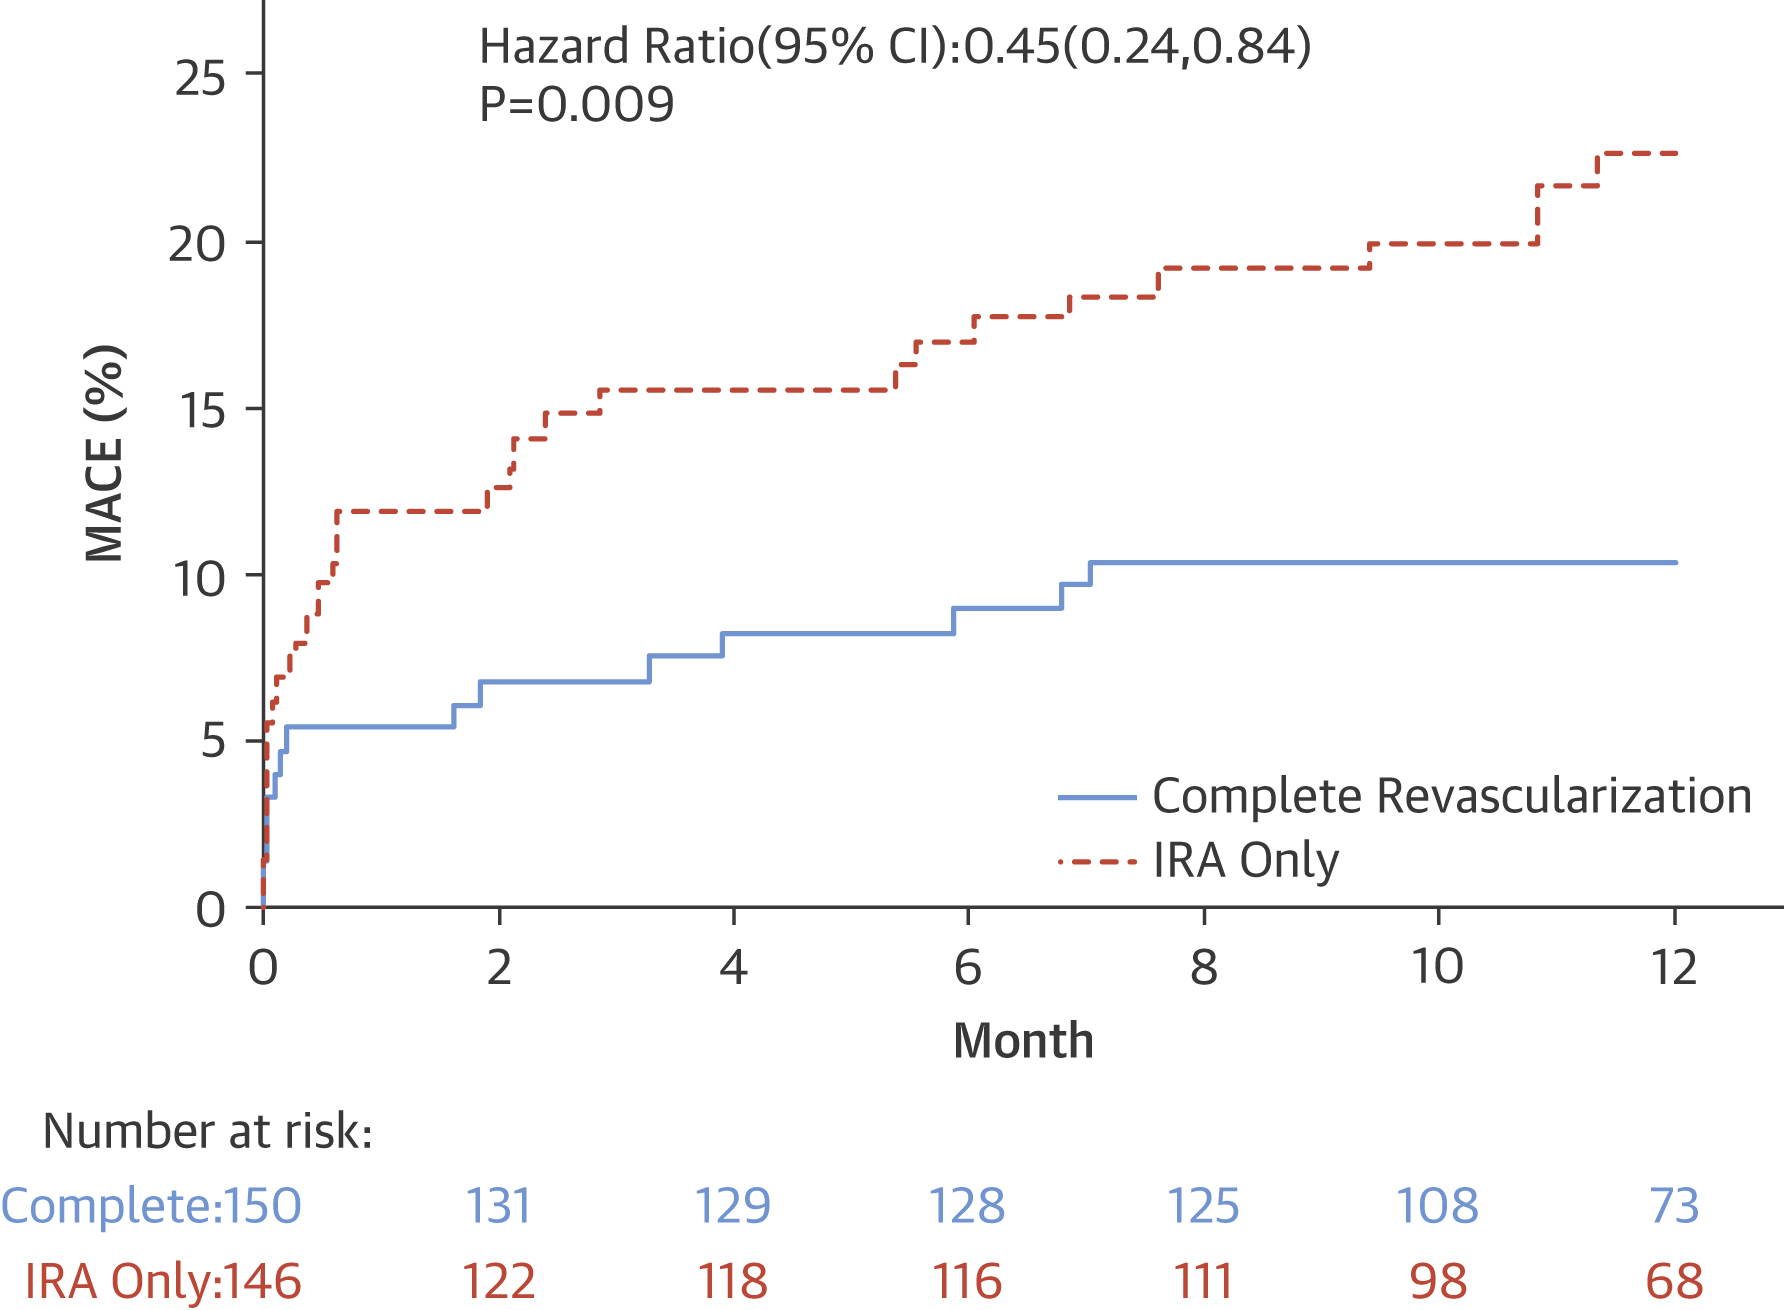 Hazard Ratio(95% CI):0.45(0.24,0.84)
P=0.009
25
20
15
10
5
0
MACE (%)
Complete Revascularization
IRA Only
0 2 4 6 8 10 12
Month
Number at risk:
Complete:150 131 129 128 125 108 73
IRA Only:146 122 118 116 111 98 68